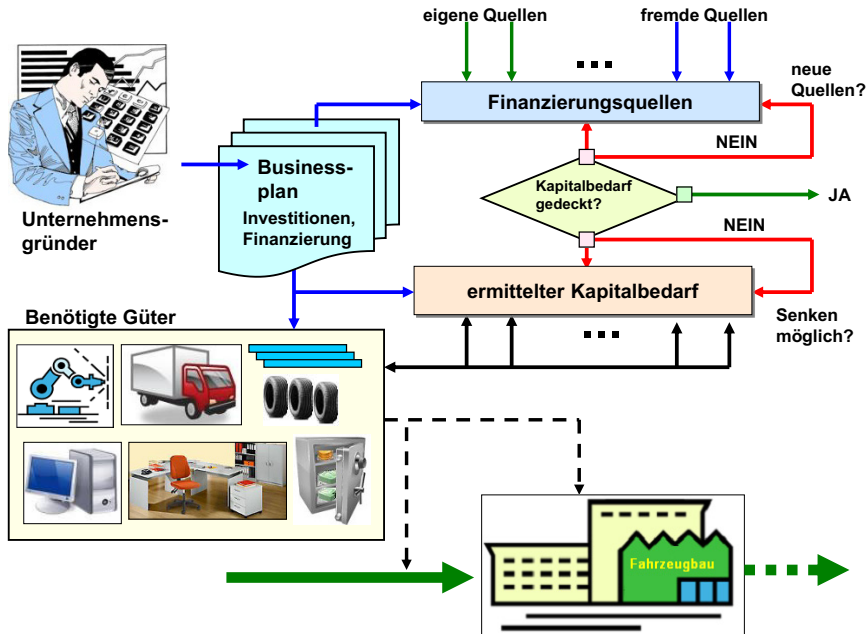 eigene Quellen
fremde Quellen
...
neue
Quellen?
Finanzierungsquellen
NEIN
Business-
plan
Investitionen,
Finanzierung
Kapitalbedarf
gedeckt?
JA
Unternehmens-
gründer
NEIN
ermittelter Kapitalbedarf
Senken
möglich?
...
Benötigte Güter
Fahrzeugbau